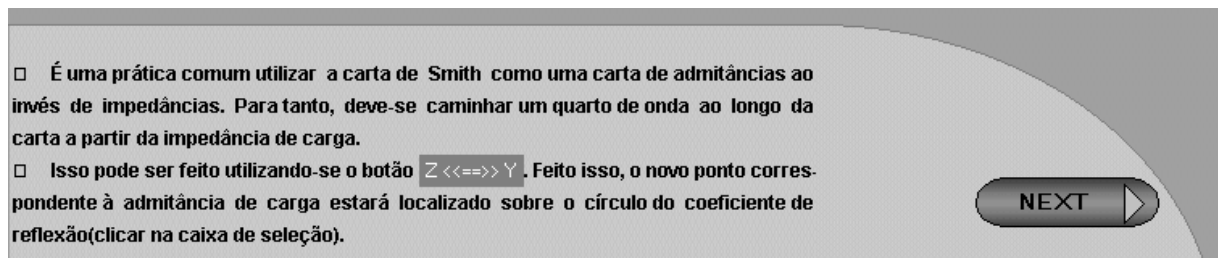 □ É uma prática comum utilizar a carta de Smith como uma carta de admitâncias ao
invés de impedâncias. Para tanto, deve-se caminhar um quarto de onda ao longo da
carta a partir da impedância de carga.
□ Isso pode ser feito utilizando-se o botão Z <<==>> Y . Feito isso, o novo ponto corres-
pondente à admitância de carga estará localizado sobre o círculo do coeficiente de
reflexão(clicar na caixa de seleção).
NEXT